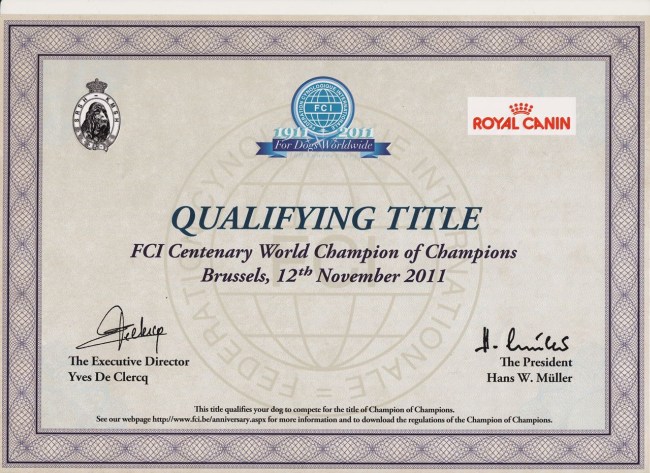 FCI
1911 2011
For Dogs Worldwide
ROYAL CANIN
QUALIFYING TITLE
FCI Centenary World Champion of Champions
Brussels, 12th November 2011
The Executive Director
Yves De Clercq
The President
Hans W. Müller
This title qualifies your dog to compete for the title of Champion of Champions.
See our webpage http://www.fci.be/anniversary.aspx for more information and to download the regulations of the Champion of Champions.